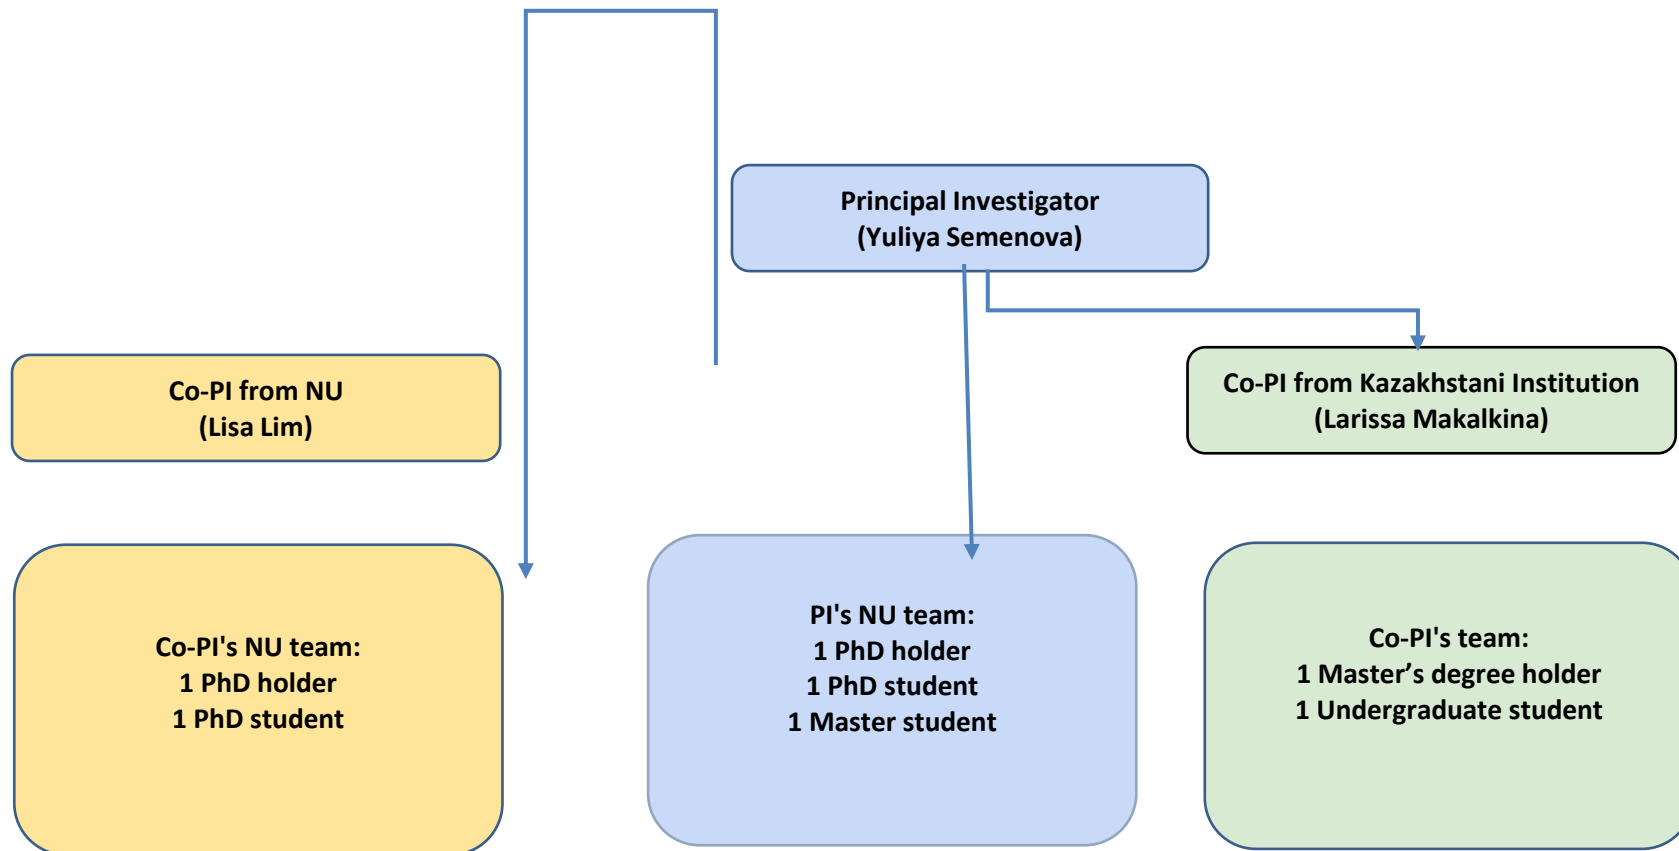 Principal Investigator
(Yuliya Semenova)
Co-PI from NU
(Lisa Lim)
Co-PI from Kazakhstani Institution
(Larissa Makalkina)
Co-PI's NU team:
1 PhD holder
1 PhD student
PI's NU team:
1 PhD holder
1 PhD student
1 Master student
Co-PI's team:
1 Master’s degree holder
1 Undergraduate student